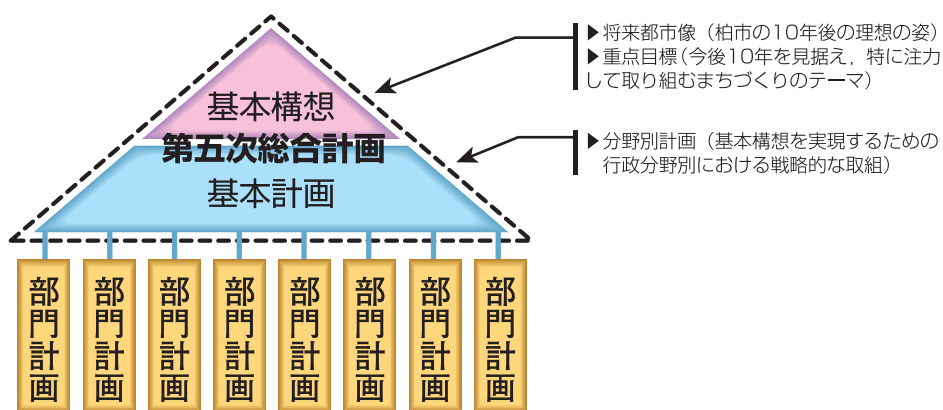 ▶将来都市像（柏市の10年後の理想の姿）
▶重点目標（今後10年を見据え，特に注力
して取り組むまちづくりのテーマ）
基本構想
第五次総合計画
▶分野別計画（基本構想を実現するための
行政分野別における戦略的な取組）
基本計画
部門計画
部門計画
部門計画
部門計画
部門計画
部門計画
部門計画
部門計画